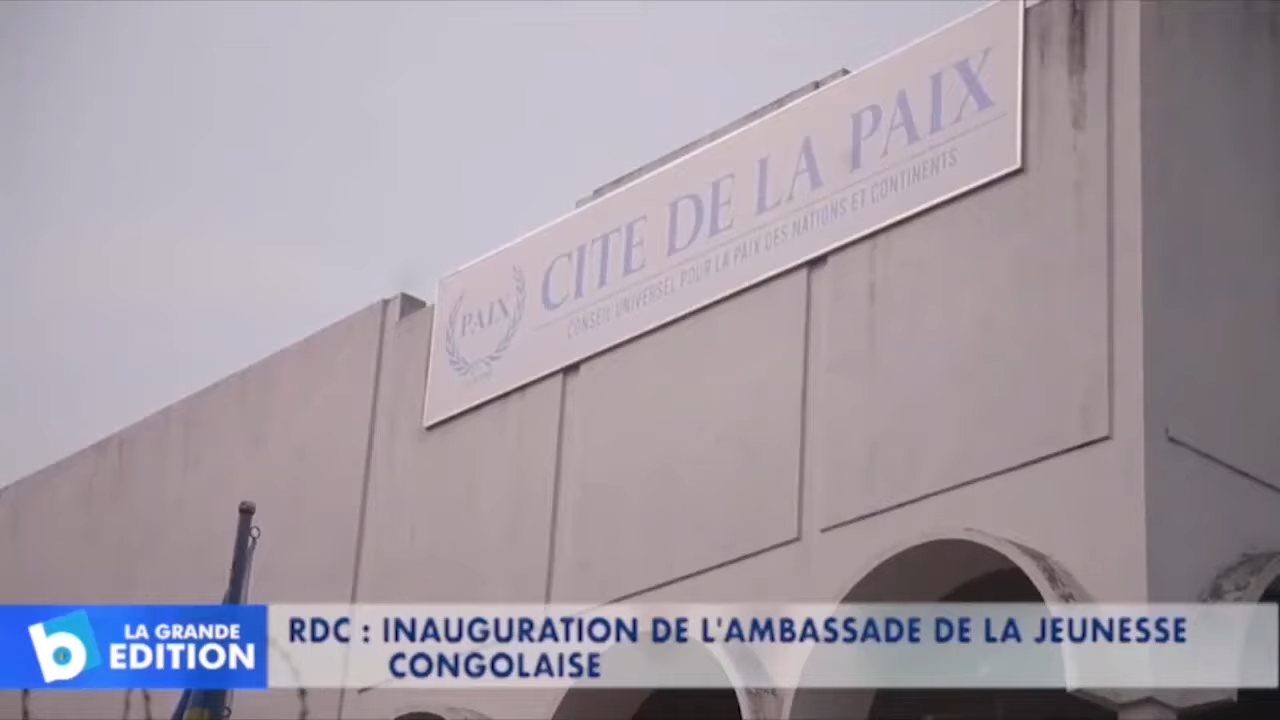 CITE DE LA PAIX
CONSEIL UNIVERSEL POUR LA PAIX DES NATIONS ET CONTINENTS
PAIX
b
LA GRANDE
EDITION
RDC : INAUGURATION DE L'AMBASSADE DE LA JEUNESSE
CONGOLAISE